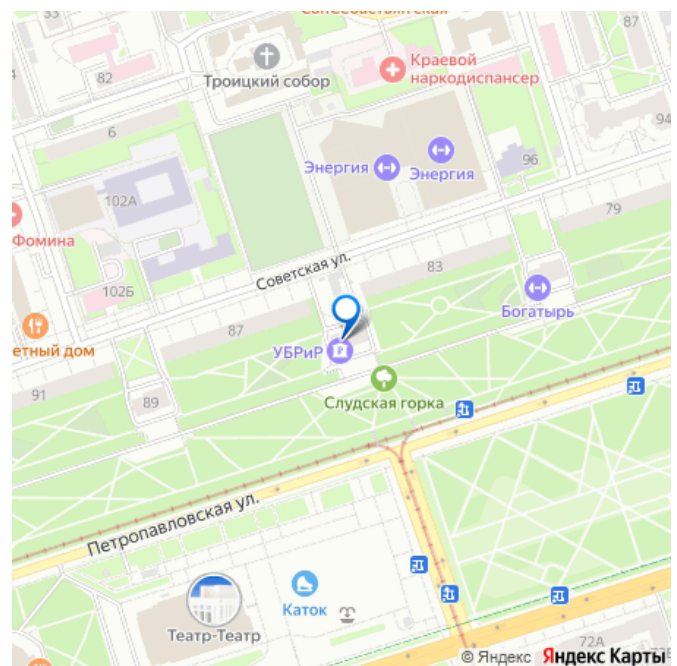 33
87
82
Троицкий собор
Краевой
наркодиспансер
94
6
Энергия
Энергия
96
102А
Фомина
79
Советская ул.
83
102Б
Богатырь
87
етный дом
УБРиР
91
89
Слудская горка
Петропавловская ул.
Каток
Театр-Театр
72А
© Яндекс Яндекс Карты